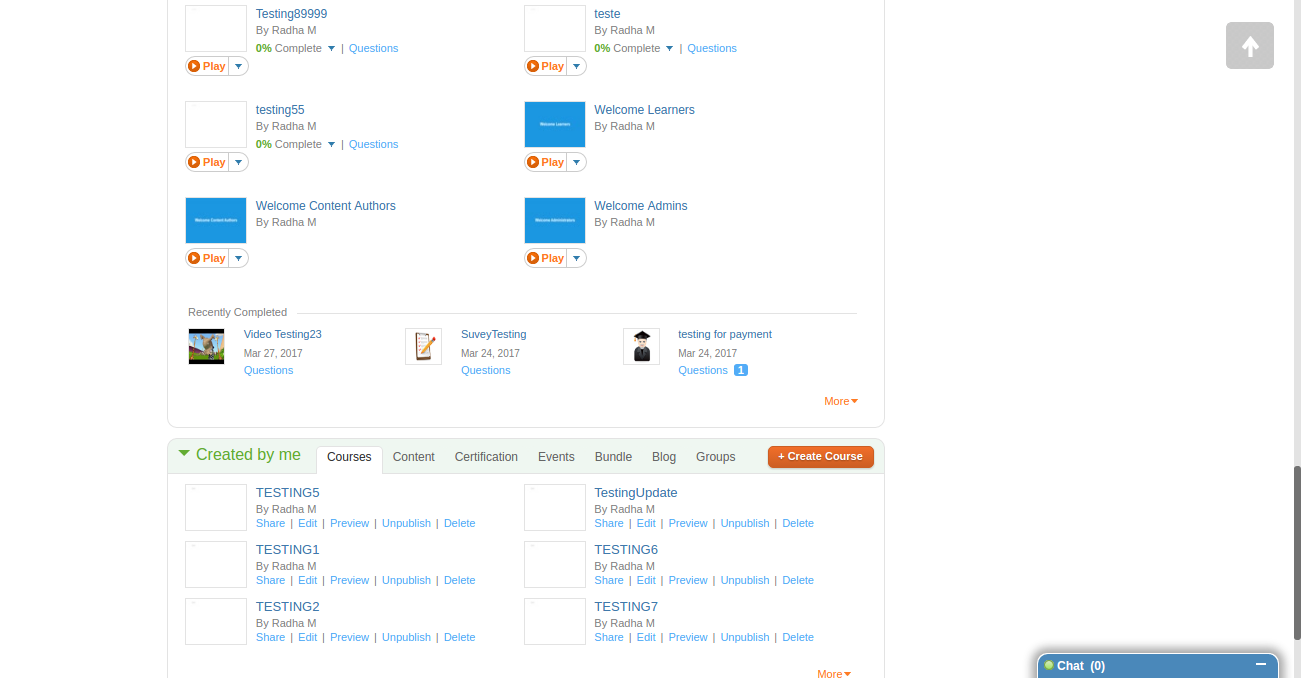 Testing89999
By Radha M
0% Complete | Questions
Play
teste
By Radha M
0% Complete | Questions
Play
testing55
By Radha M
0% Complete | Questions
Play
Welcome Learners
Welcome Learners
By Radha M
Play
Welcome Content Authors
Welcome Content Authors
By Radha M
Play
Welcome Administrators
Welcome Admins
By Radha M
Play
Recently Completed
Video Testing23
Mar 27, 2017
Questions
SuveyTesting
Mar 24, 2017
Questions
testing for payment
Mar 24, 2017
Questions 1
More
Created by me Courses Content Certification Events Bundle Blog Groups + Create Course
TESTING5
By Radha M
Share | Edit | Preview | Unpublish | Delete
TestingUpdate
By Radha M
Share | Edit | Preview | Unpublish | Delete
TESTING1
By Radha M
Share | Edit | Preview | Unpublish | Delete
TESTING6
By Radha M
Share | Edit | Preview | Unpublish | Delete
TESTING2
By Radha M
Share | Edit | Preview | Unpublish | Delete
TESTING7
By Radha M
Share | Edit | Preview | Unpublish | Delete
More
Chat (0)